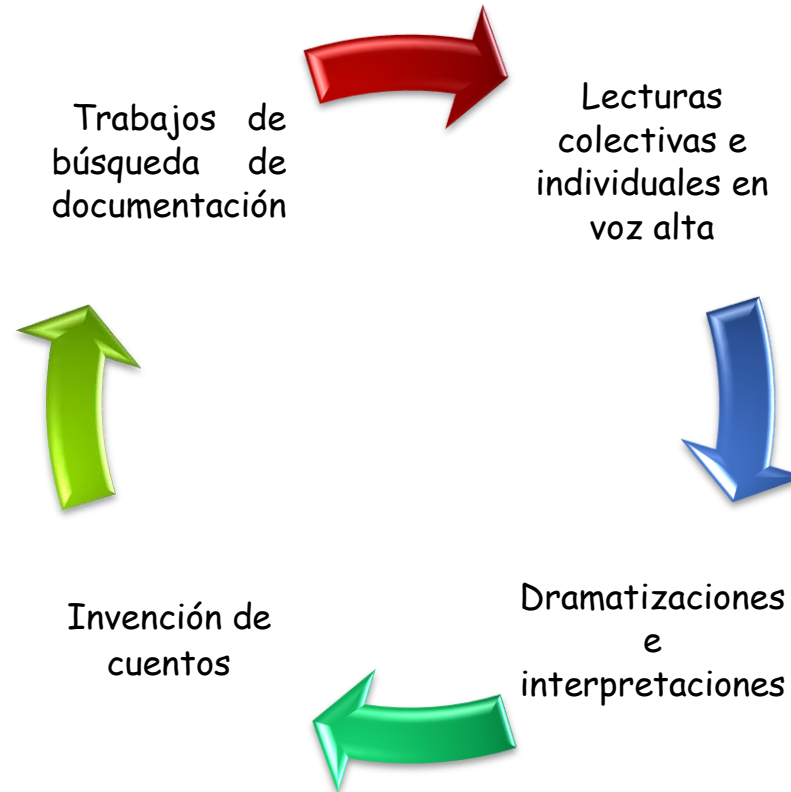 Trabajos de
búsqueda de
documentación
Lecturas
colectivas e
individuales en
voz alta
Dramatizaciones
e
interpretaciones
Invención de
cuentos